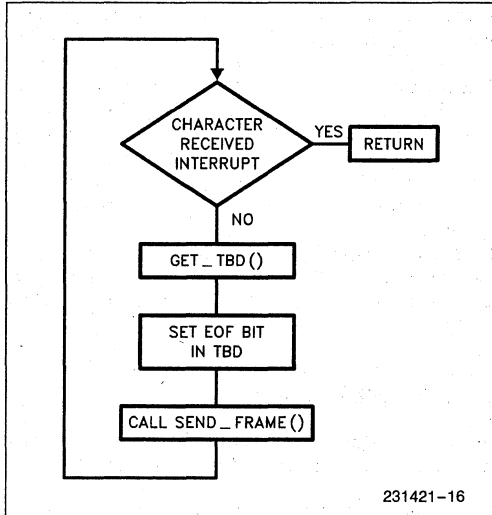 CHARACTER
RECEIVED
INTERRUPT
YES
RETURN
NO
GET_TBD()
SET EOF BIT
IN TBD
CALL SEND_FRAME()
231421-16